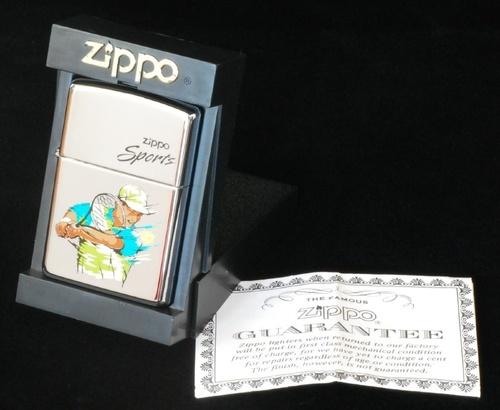 zippo®
zippo
Sports
THE FAMOUS
zippo
GUARANTEE
Zippo lighters when returned to our factory
will be put in first class mechanical condition
free of charge, for we have yet to charge a cent
for repairs regardless of age or condition.
The finish, however, is not guaranteed.